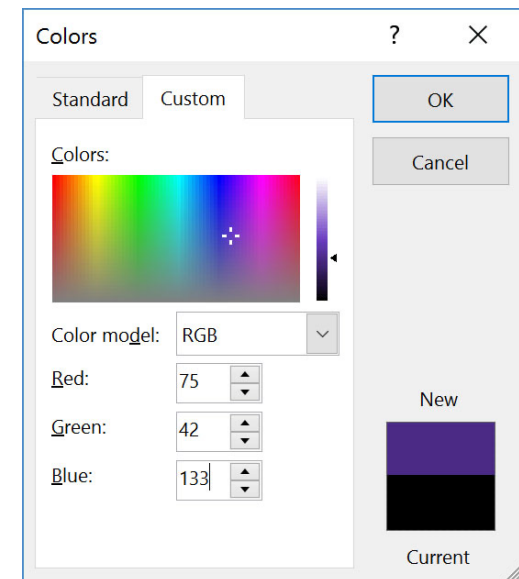 Colors ?
Standard Custom OK
Colors: Cancel
Color model: RGB
Red: 75
Green: 42
Blue: 133
New
Current